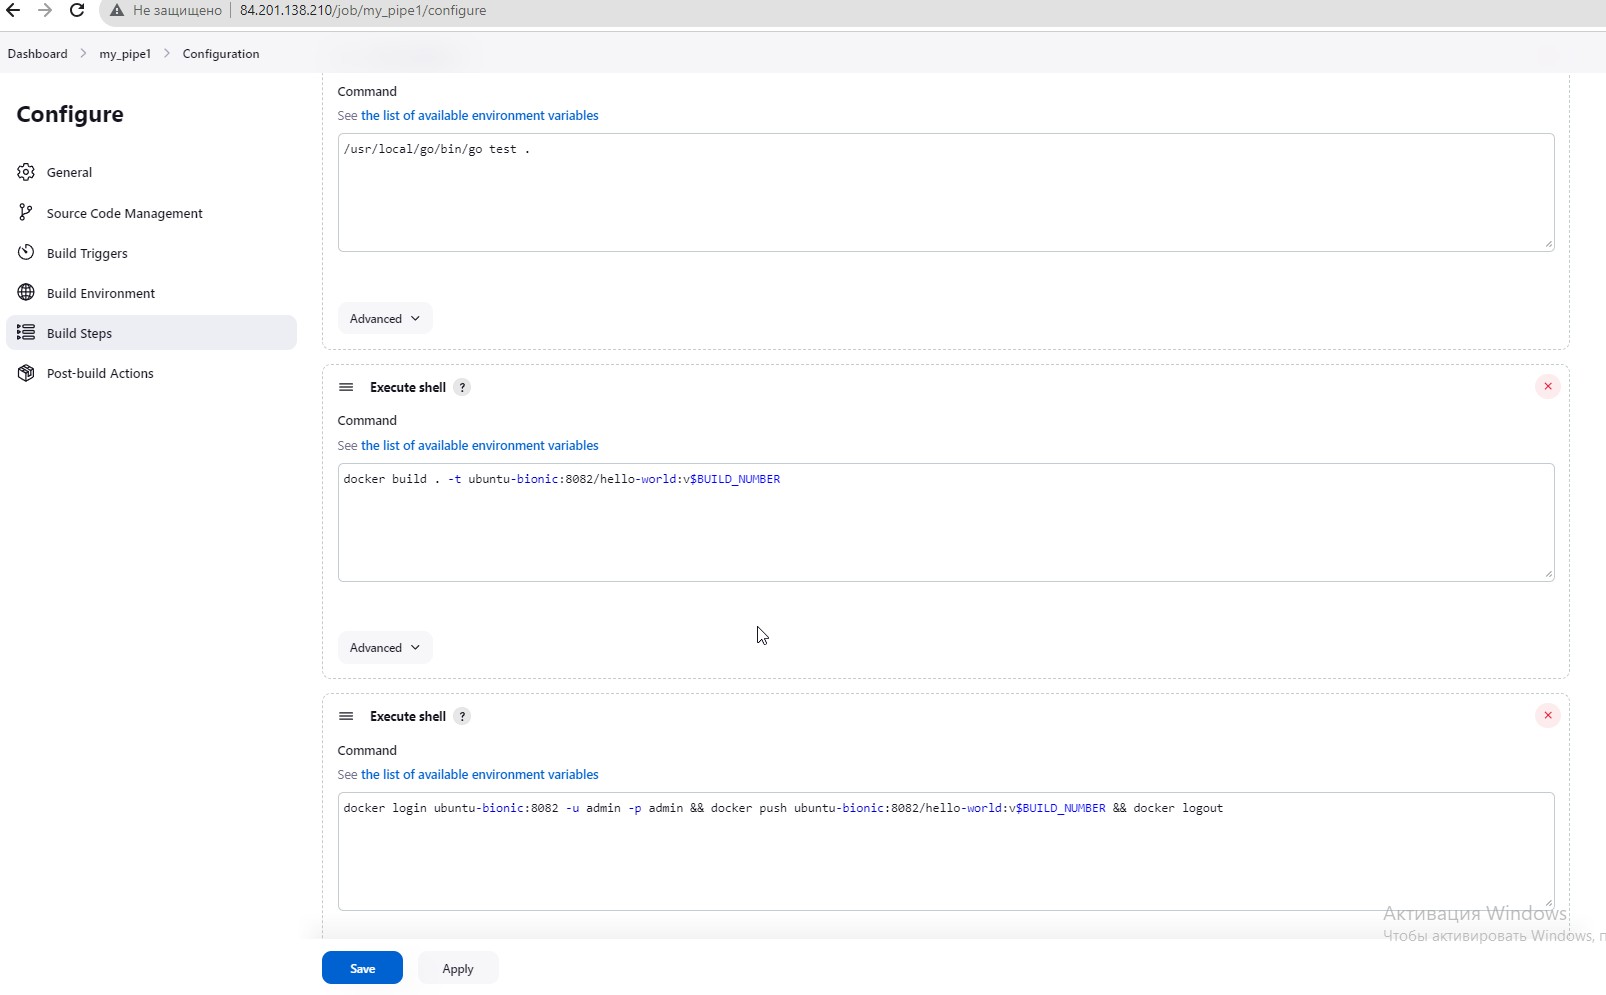 Не защищено 84.201.138.210/job/my_pipe1/configure
Dashboard my_pipe1 Configuration
Configure
General
Source Code Management
Build Triggers
Build Environment
Build Steps
Post-build Actions
Command
See the list of available environment variables
/usr/local/go/bin/go test .
Advanced
Execute shell ?
Command
See the list of available environment variables
docker build . -t ubuntu-bionic:8082/hello-world:v$BUILD_NUMBER
Advanced
Execute shell ?
Command
See the list of available environment variables
docker login ubuntu-bionic:8082 -u admin -p admin && docker push ubuntu-bionic:8082/hello-world:v$BUILD_NUMBER && docker logout
Активация Windows
Чтобы активировать Windows, п
Save Apply